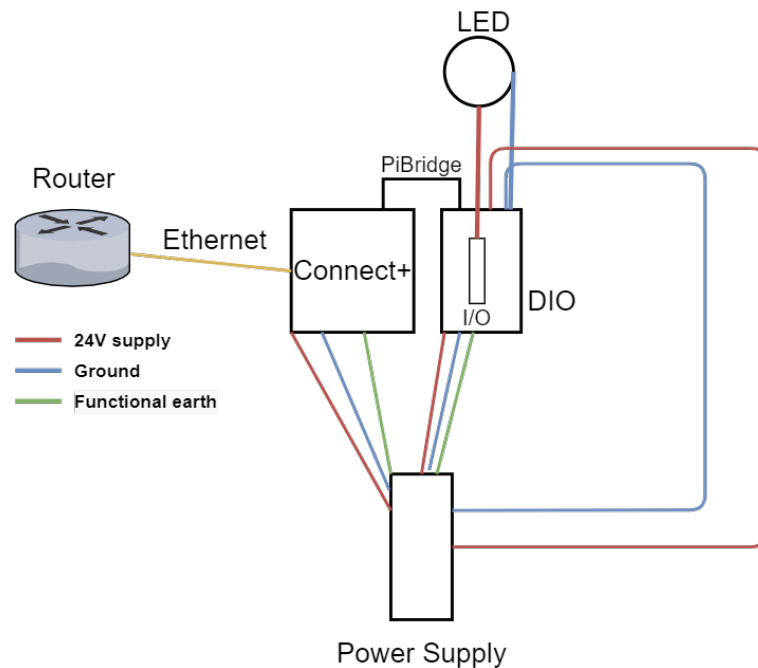 LED
PiBridge
Router
Ethernet
Connect+
I/O
DIO
24V supply
Ground
Functional earth
Power Supply